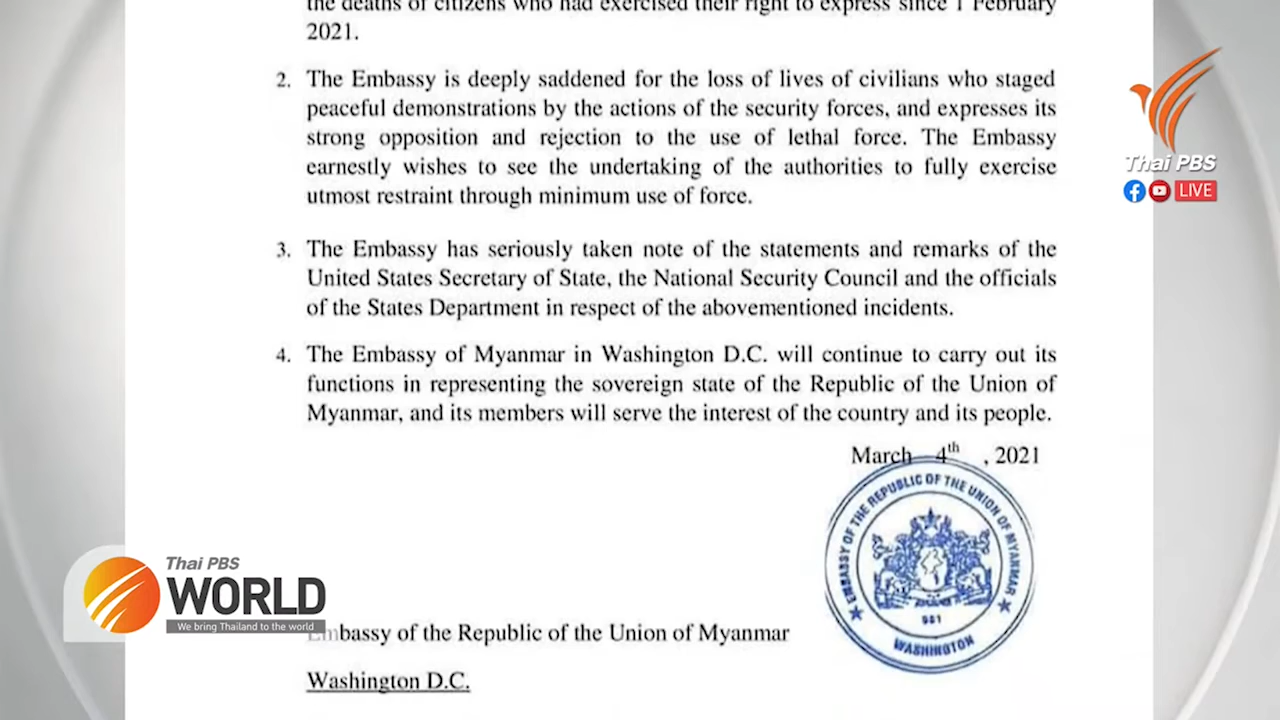 the deaths of citizens who had exercised their right to express since 1 February
2021.
2. The Embassy is deeply saddened for the loss of lives of civilians who staged
peaceful demonstrations by the actions of the security forces, and expresses its
strong opposition and rejection to the use of lethal force. The Embassy
earnestly wishes to see the undertaking of the authorities to fully exercise
utmost restraint through minimum use of force.
3. The Embassy has seriously taken note of the statements and remarks of the
United States Secretary of State, the National Security Council and the officials
of the States Department in respect of the abovementioned incidents.
4. The Embassy of Myanmar in Washington D.C. will continue to carry out its
functions in representing the sovereign state of the Republic of the Union of
Myanmar, and its members will serve the interest of the country and its people.
March 4th , 2021
EMBASSY OF THE REPUBLIC OF THE UNION OF MYANMAR
WASHINGTON
Embassy of the Republic of the Union of Myanmar
Washington D.C.
Thai PBS
LIVE
Thai PBS
WORLD
We bring Thailand to the world